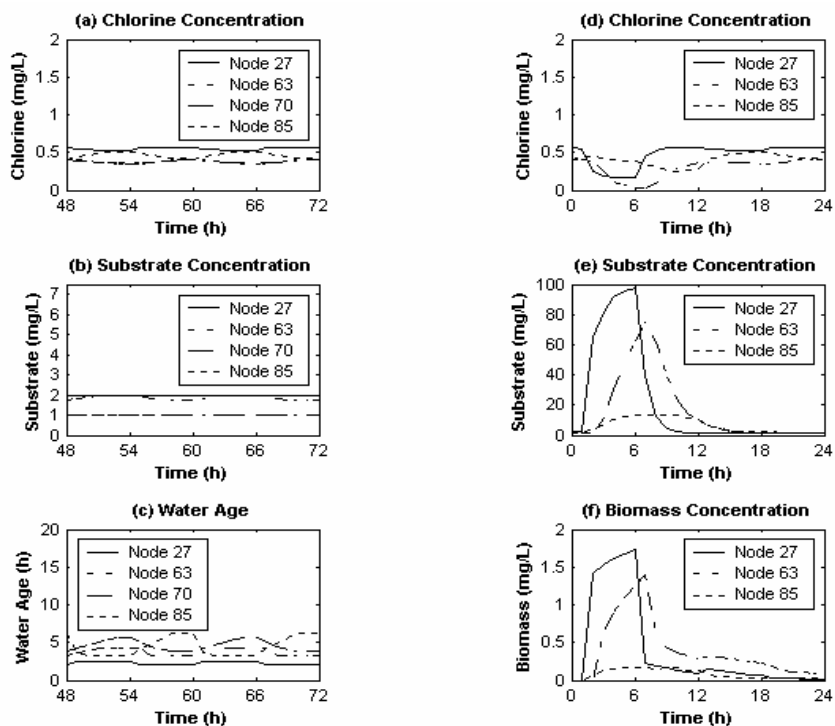 (a) Chlorine Concentration
Chlorine (mg/L)
2
1.5
1
0.5
0
Node 27
Node 63
Node 70
Node 85
48 54 60 66 72
Time (h)
(b) Substrate Concentration
Substrate (mg/L)
7
6
5
4
3
2
1
0
Node 27
Node 63
Node 70
Node 85
48 54 60 66 72
Time (h)
(c) Water Age
Water Age (h)
20
15
10
5
0
Node 27
Node 63
Node 70
Node 85
48 54 60 66 72
Time (h)
(d) Chlorine Concentration
Chlorine (mg/L)
2
1.5
1
0.5
0
Node 27
Node 63
Node 85
0 6 12 18 24
Time (h)
(e) Substrate Concentration
Substrate (mg/L)
100
80
60
40
20
0
Node 27
Node 63
Node 85
0 6 12 18 24
Time (h)
(f) Biomass Concentration
Biomass (mg/L)
2
1.5
1
0.5
0
Node 27
Node 63
Node 85
0 6 12 18 24
Time (h)